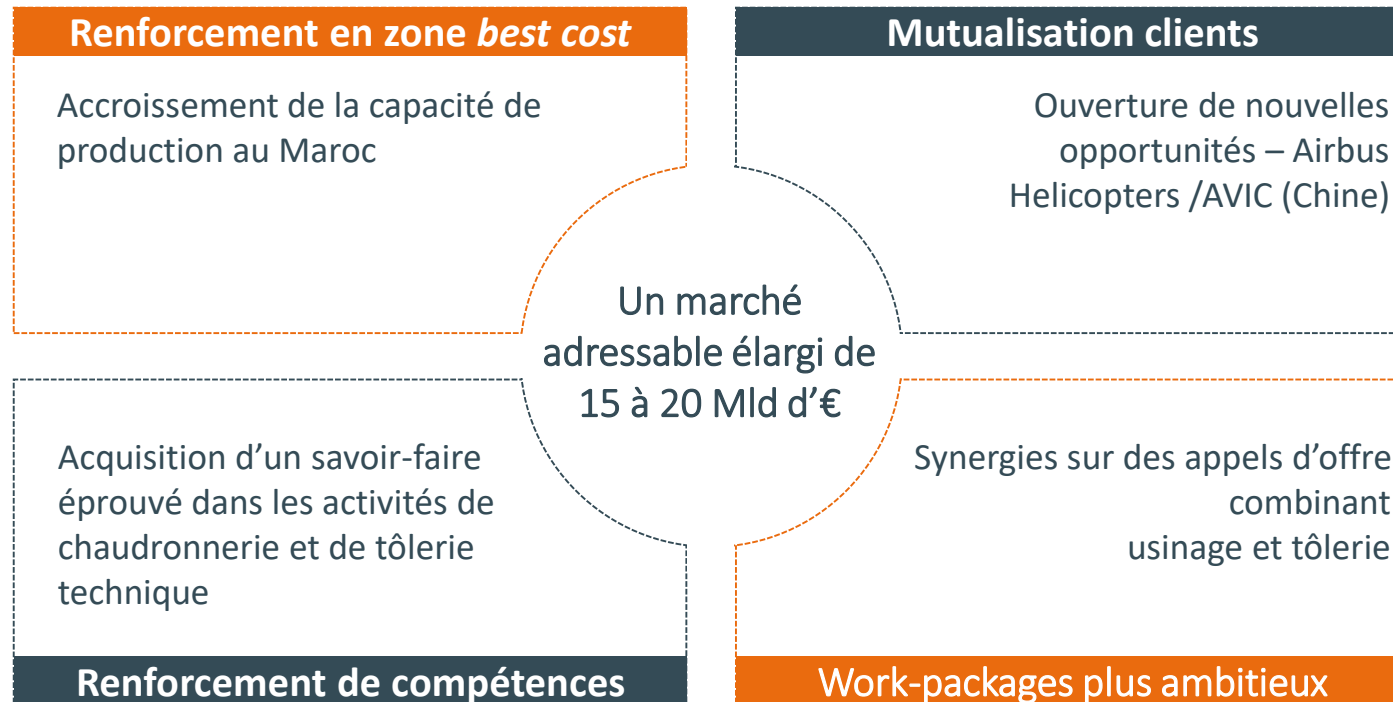 Renforcement en zone best cost
Accroissement de la capacité de
production au Maroc
Mutualisation clients
Ouverture de nouvelles
opportunités – Airbus
Helicopters /AVIC (Chine)
Un marché
adressable élargi de
15 à 20 Mld d’€
Acquisition d’un savoir-faire
éprouvé dans les activités de
chaudronnerie et de tôlerie
technique
Renforcement de compétences
Synergies sur des appels d’offre
combinant
usinage et tôlerie
Work-packages plus ambitieux